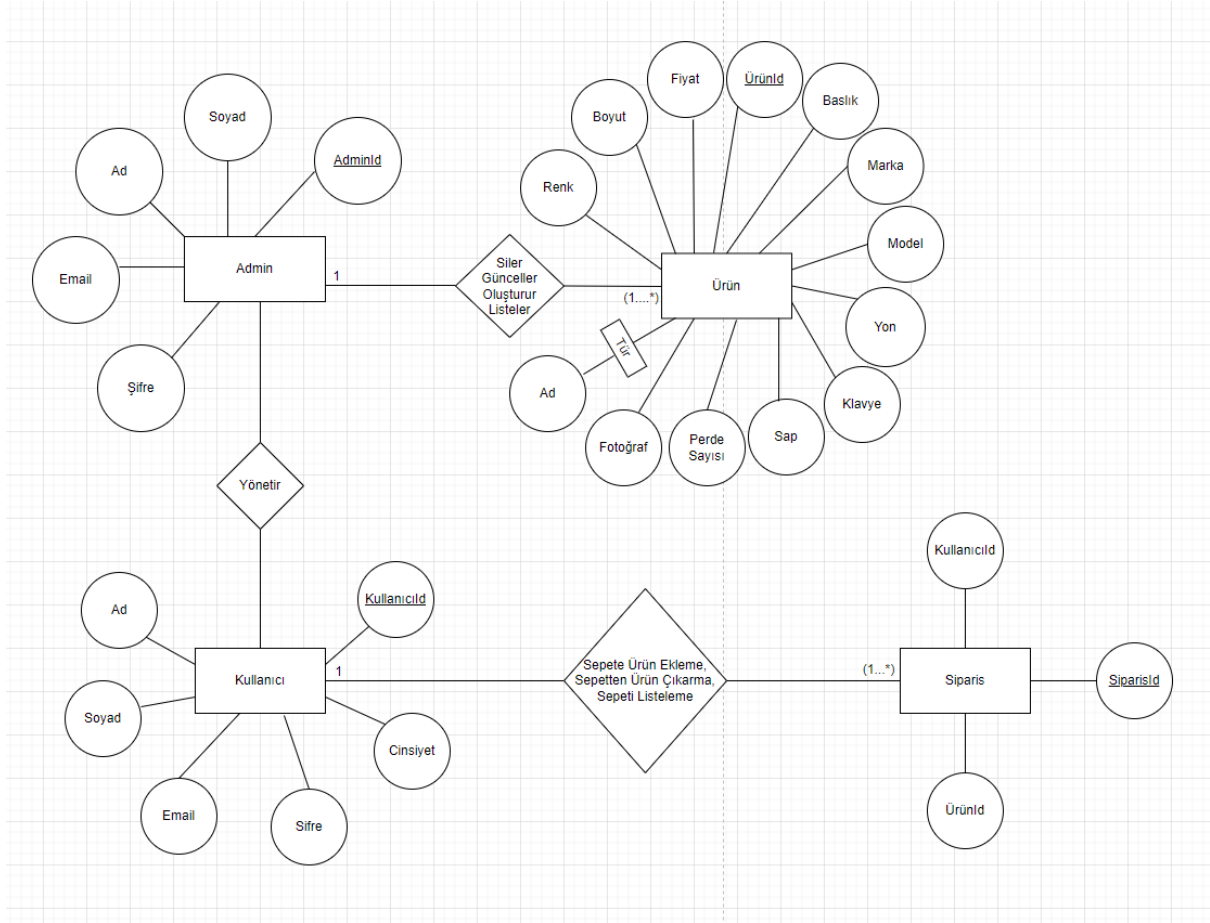 Fiyat
ÜrünId
Boyut
Baslık
Soyad
AdminId
Ad
Marka
Renk
Model
Admin
Email
1
Siler
Günceller
Oluşturur
Listeler
(1....*)
Ürün
Yon
Tür
Ad
Şifre
Klavye
Fotoğraf
Perde
Sayısı
Sap
Yönetir
KullanıcıId
KullanıcıId
Ad
Kullanıcı
1
Sepete Ürün Ekleme,
Sepetten Ürün Çıkarma,
Sepeti Listeleme
(1...*)
Siparis
SiparisId
Soyad
Cinsiyet
Email
Sifre
ÜrünId